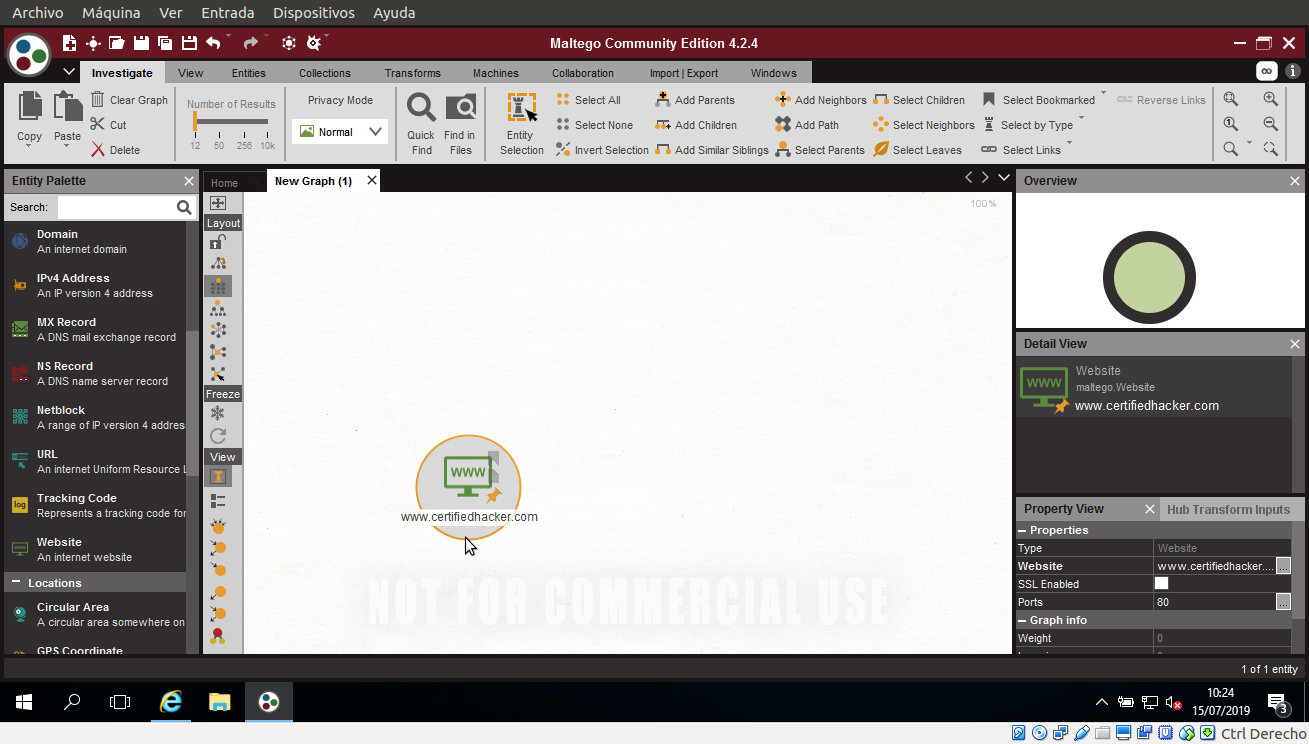 Archivo Máquina Ver Entrada Dispositivos Ayuda
Maltego Community Edition 4.2.4
Investigate View Entities Collections Transforms Machines Collaboration Import | Export Windows
Copy
Paste
Clear Graph
Cut
Delete
Number of Results
12 50 256 10k
Privacy Mode
Normal
Quick Find
Find in Files
Entity Selection
Select All
Select None
Invert Selection
Add Parents
Add Children
Add Similar Siblings
Add Neighbors
Add Path
Select Parents
Select Children
Select Neighbors
Select Leaves
Select Bookmarked
Select by Type
Select Links
Reverse Links
Entity Palette
Search:
Domain
An internet domain
IPv4 Address
An IP version 4 address
MX Record
A DNS mail exchange record
NS Record
A DNS name server record
Netblock
A range of IP version 4 addres
URL
An internet Uniform Resource L
log
Tracking Code
Represents a tracking code for
Website
An internet website
Locations
Circular Area
A circular area somewhere on
GPS Coordinate
Home
New Graph (1)
Layout
Freeze
View
100%
WWW
www.certifiedhacker.com
NOT FOR COMMERCIAL USE
Overview
Detail View
WWW
Website
maltego.Website
www.certifiedhacker.com
Property View Hub Transform Inputs
Properties
Type Website
Website www.certifiedhacker.... ...
SSL Enabled
Ports 80 ...
Graph info
Weight 0
1 of 1 entity
10:24
15/07/2019
3
Ctrl Derecho